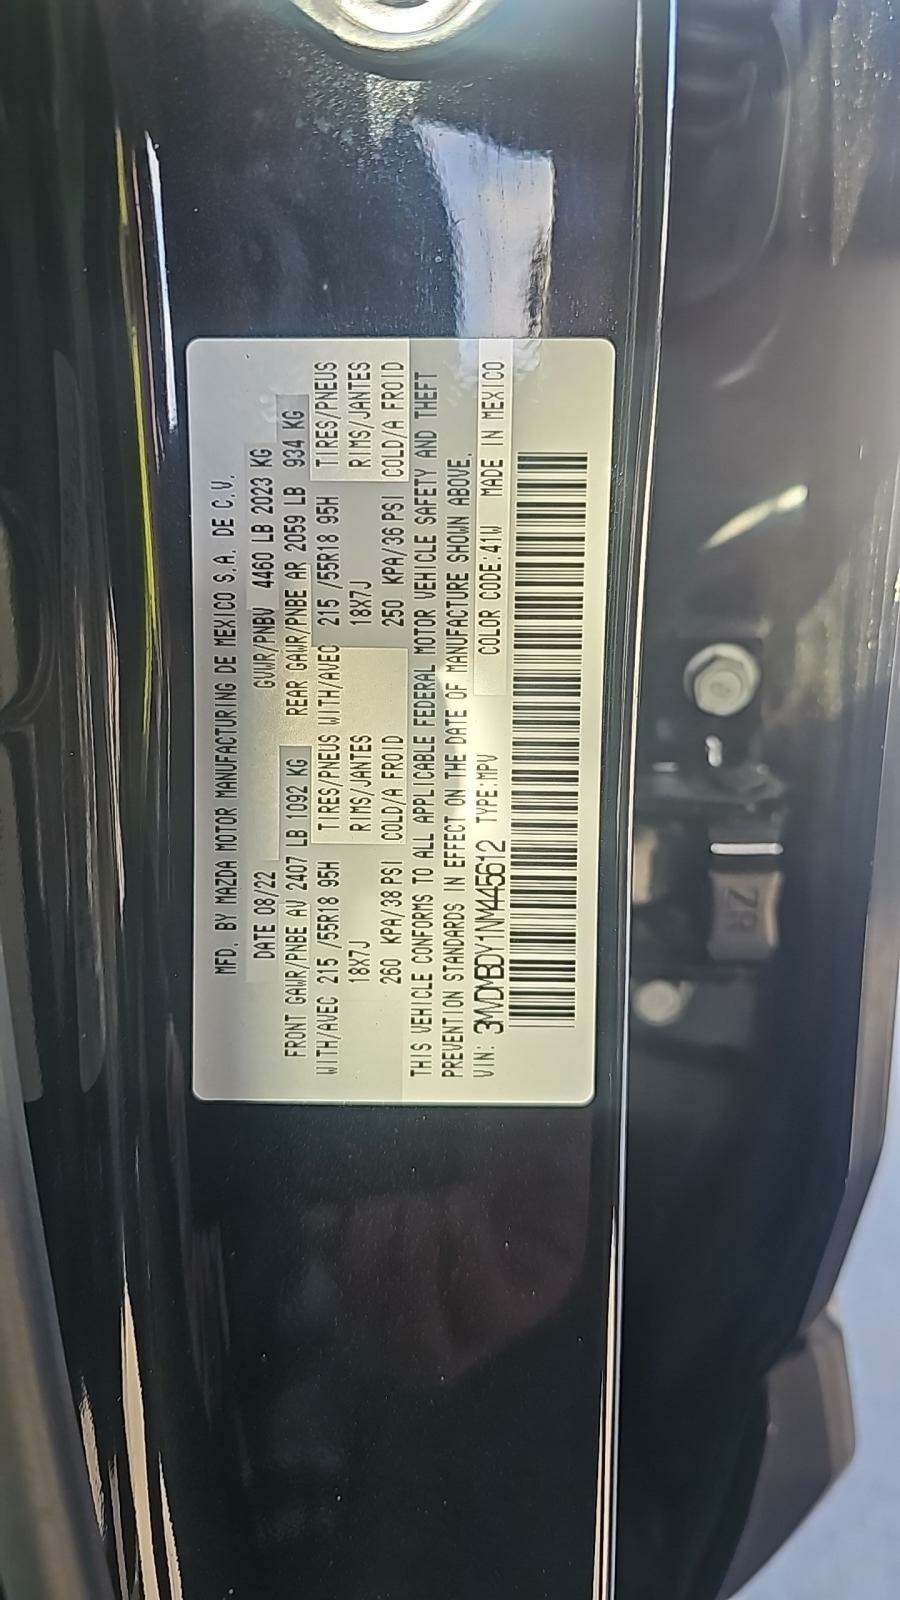 MFD. BY MAZDA MOTOR MANUFACTURING DE MEXICO S.A. DE C.V.
DATE 08/22 GVWR/PNBV 4460 LB 2023 KG
FRONT GAWR/PNBE AV 2407 LB 1092 KG REAR GAWR/PNBE AR 2059 LB 934 KG
WITH/AVEC 215 /55R18 95H TIRES/PNEUS WITH/AVEC 215 /55R18 95H TIRES/PNEUS
18X7J RIMS/JANTES 18X7J RIMS/JANTES
260 KPA/38 PSI COLD/A FROID 250 KPA/36 PSI COLD/A FROID
THIS VEHICLE CONFORMS TO ALL APPLICABLE FEDERAL MOTOR VEHICLE SAFETY AND THEFT
PREVENTION STANDARDS IN EFFECT ON THE DATE OF MANUFACTURE SHOWN ABOVE.
VIN: 3MVDMBDY1NM445612 TYPE:MPV COLOR CODE:41W MADE IN MEXICO
ZR